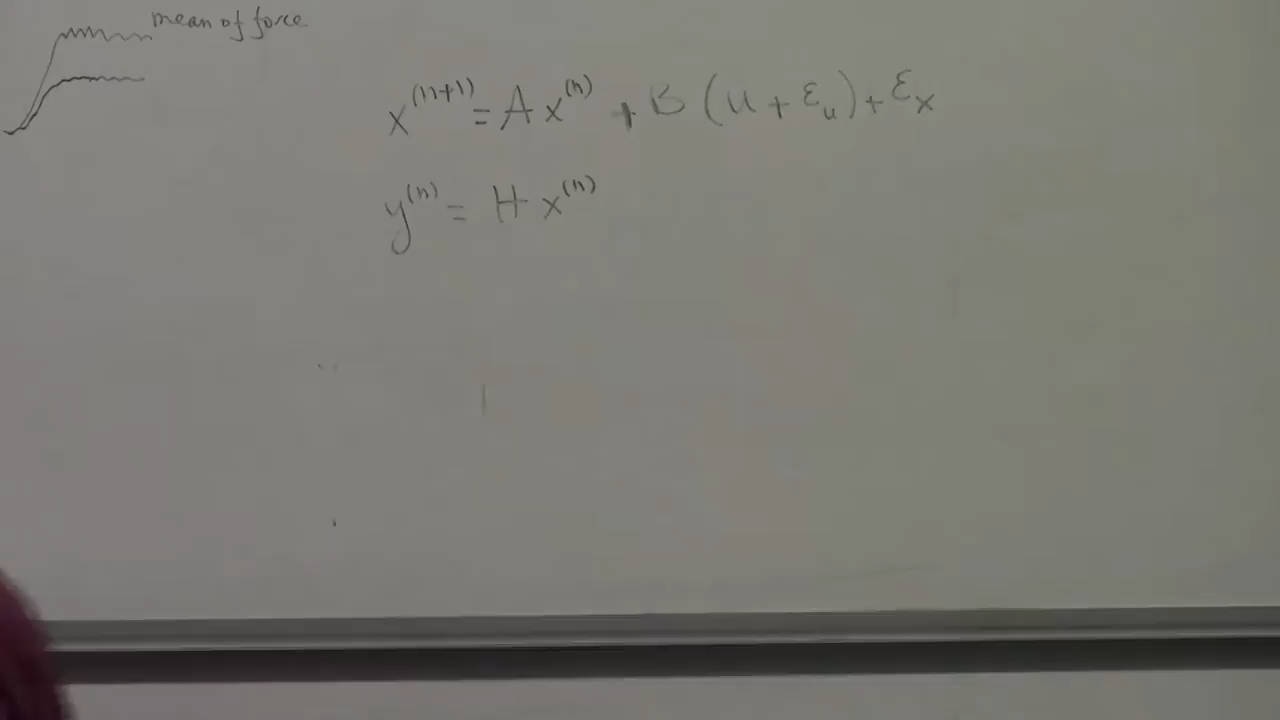 mean of force
x^(n+1) = A x^(n) + B (u + ε_u) + ε_x
y^(n) = H x^(n)